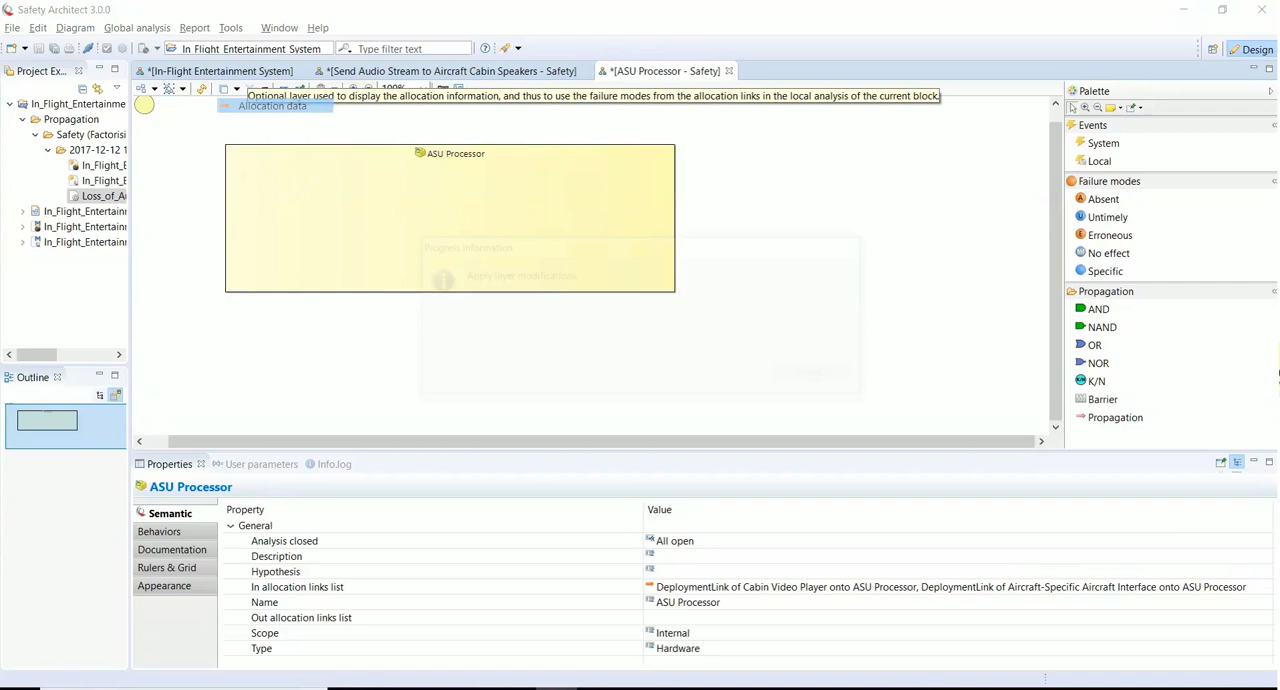 Safety Architect 3.0.0
File Edit Diagram Global analysis Report Tools Window Help
In Flight Entertainment System Type filter text Design
Project Ex... *[In-Flight Entertainment System] *[Send Audio Stream to Aircraft Cabin Speakers - Safety] *[ASU Processor - Safety]
Optional layer used to display the allocation information, and thus to use the failure modes from the allocation links in the local analysis of the current block.
Allocation data
In_Flight_Entertainme
Propagation
Safety (Factorisi
2017-12-12 1
In_Flight_E
In_Flight_E
Loss_of_A
In_Flight_Entertainr
In_Flight_Entertainr
In_Flight_Entertainr
ASU Processor
Progress Information
Apply layer modifications.
Palette
Events
System
Local
Failure modes
Absent
Untimely
Erroneous
No effect
Specific
Propagation
AND
NAND
OR
NOR
K/N
Barrier
Propagation
Outline
Properties User parameters Info.log
ASU Processor
Semantic
Behaviors
Documentation
Rulers & Grid
Appearance
Property Value
General
Analysis closed All open
Description
Hypothesis
In allocation links list DeploymentLink of Cabin Video Player onto ASU Processor, DeploymentLink of Aircraft-Specific Aircraft Interface onto ASU Processor
Name ASU Processor
Out allocation links list
Scope Internal
Type Hardware